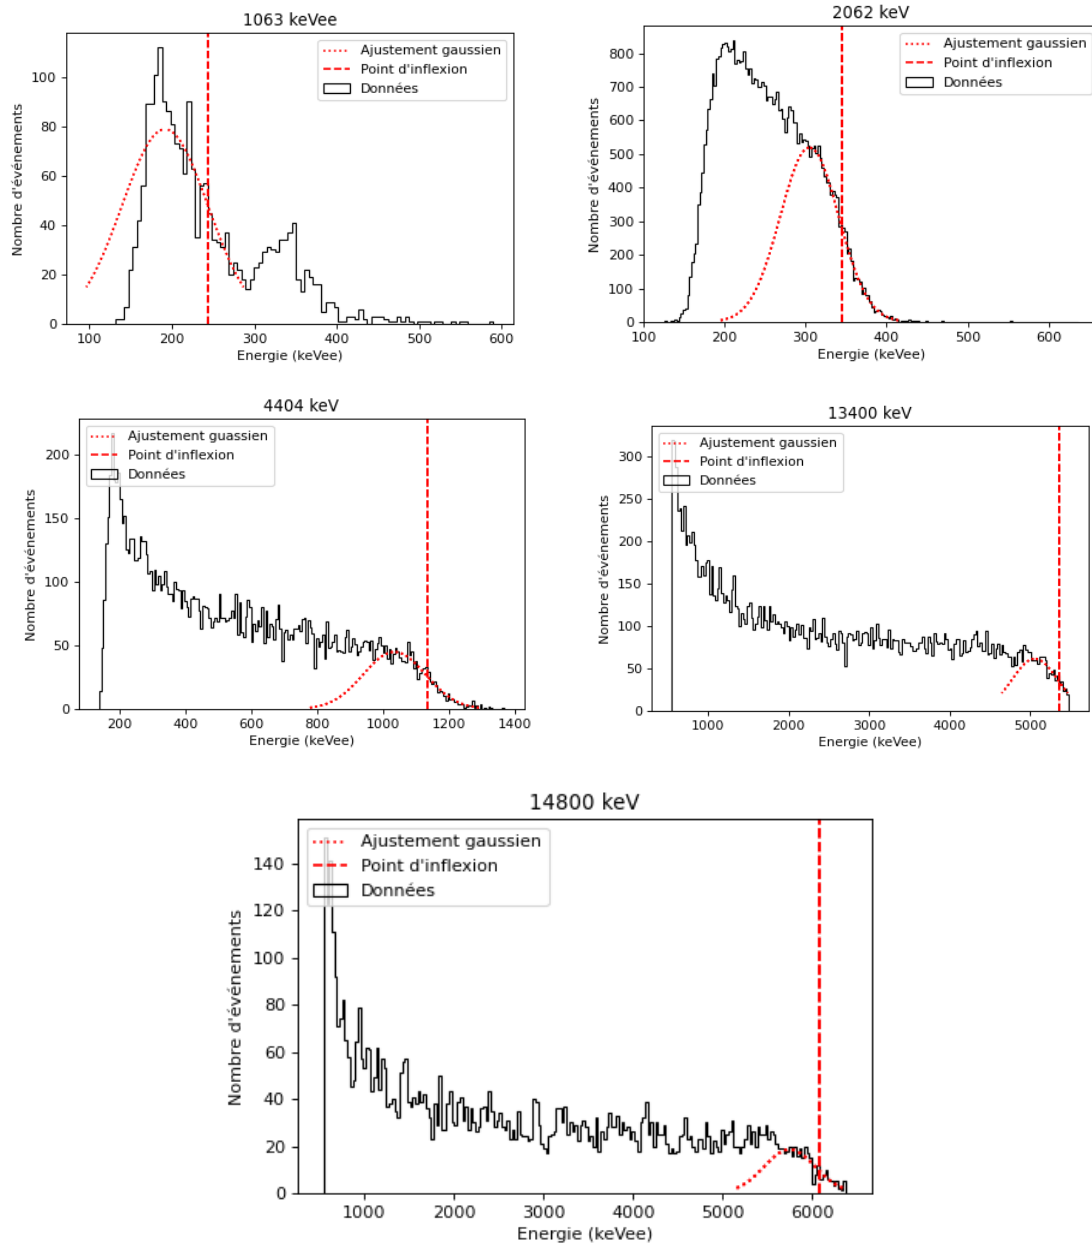 1063 keVee
Ajustement gaussien
Point d'inflexion
Données
Nombre d'événements
100
80
60
40
20
0
100 200 300 400 500 600
Energie (keVee)
2062 keV
Ajustement gaussien
Point d'inflexion
Données
Nombre d'événements
800
700
600
500
400
300
200
100
0
100 200 300 400 500 600
Energie (keVee)
4404 keV
Ajustement guassien
Point d'inflexion
Données
Nombre d'événements
200
150
100
50
0
200 400 600 800 1000 1200 1400
Energie (keVee)
13400 keV
Ajustement gaussien
Point d'inflexion
Données
Nombre d'événements
300
250
200
150
100
50
0
1000 2000 3000 4000 5000
Energie (keVee)
14800 keV
Ajustement gaussien
Point d'inflexion
Données
Nombre d'événements
140
120
100
80
60
40
20
0
1000 2000 3000 4000 5000 6000
Energie (keVee)